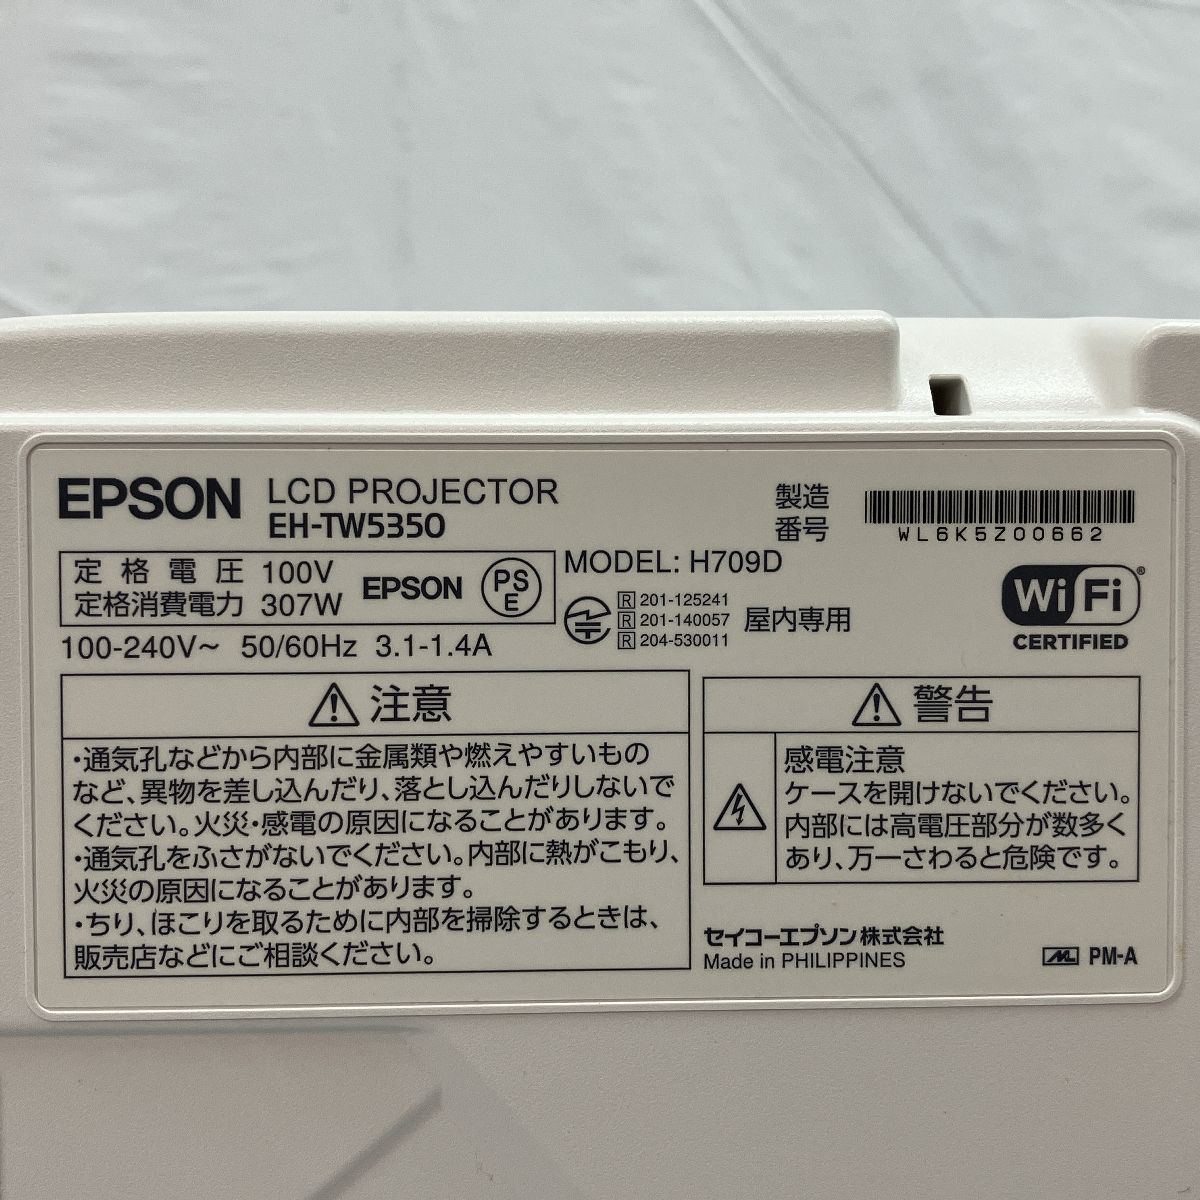 EPSON LCD PROJECTOR
EH-TW5350
製造
番号
WL6K5Z00662
定格電圧 100V
定格消費電力 307W
EPSON
PS
E
MODEL: H709D
R 201-125241
R 201-140057
R 204-530011
屋内専用
Wi Fi®
CERTIFIED
100-240V~ 50/60Hz 3.1-1.4A
注意
・通気孔などから内部に金属類や燃えやすいもの
など、異物を差し込んだり、落とし込んだりしないで
ください。火災・感電の原因になることがあります。
・通気孔をふさがないでください。内部に熱がこもり、
火災の原因になることがあります。
・ちり、ほこりを取るために内部を掃除するときは、
販売店などにご相談ください。
警告
感電注意
ケースを開けないでください。
内部には高電圧部分が数多く
あり、万一さわると危険です。
セイコーエプソン株式会社
Made in PHILIPPINES
ML PM-A